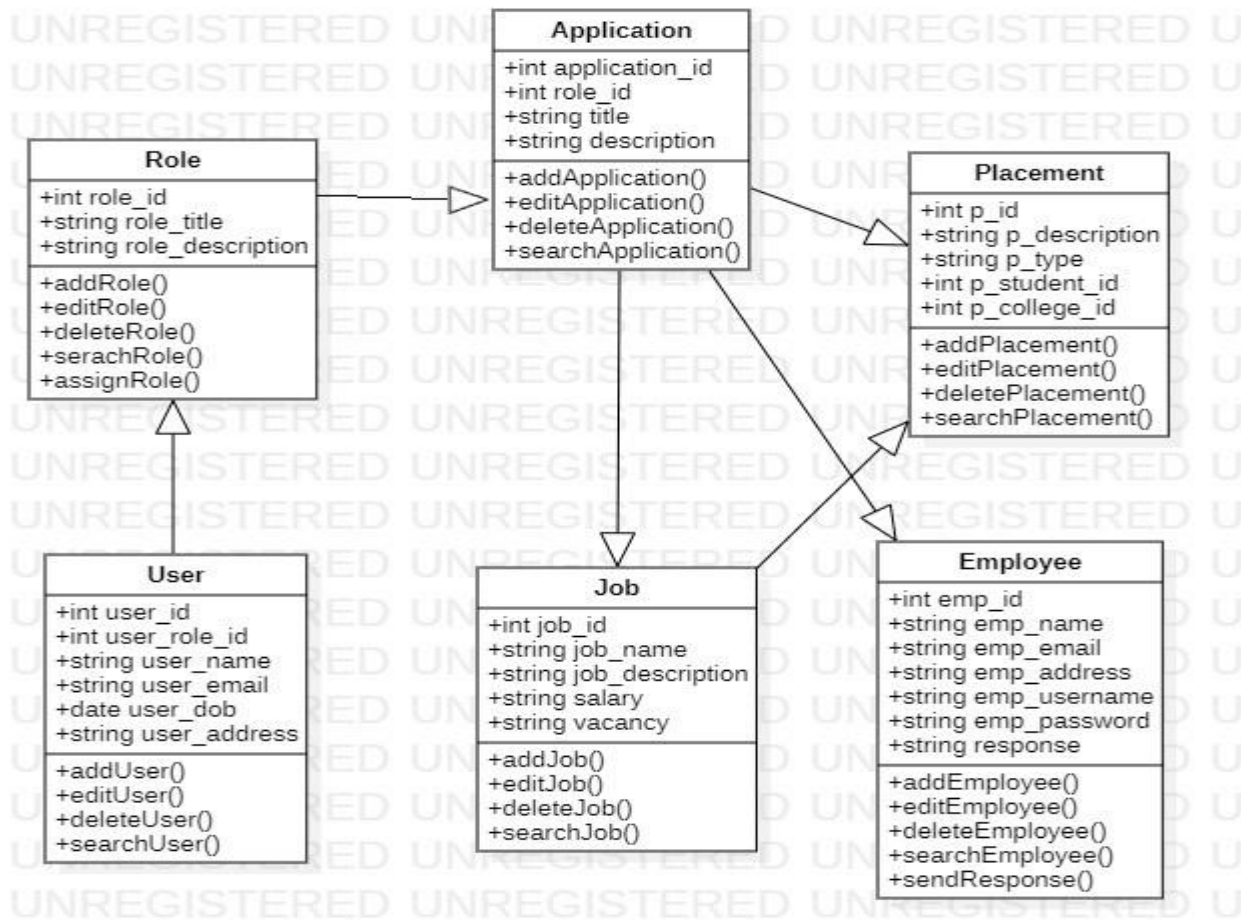 Application
+int application_id
+int role_id
+string title
+string description
+addApplication()
+editApplication()
+deleteApplication()
+searchApplication()
Role
+int role_id
+string role_title
+string role_description
+addRole()
+editRole()
+deleteRole()
+serachRole()
+assignRole()
Placement
+int p_id
+string p_description
+string p_type
+int p_student_id
+int p_college_id
+addPlacement()
+editPlacement()
+deletePlacement()
+searchPlacement()
User
+int user_id
+int user_role_id
+string user_name
+string user_email
+date user_dob
+string user_address
+addUser()
+editUser()
+deleteUser()
+searchUser()
Job
+int job_id
+string job_name
+string job_description
+string salary
+string vacancy
+addJob()
+editJob()
+deleteJob()
+searchJob()
Employee
+int emp_id
+string emp_name
+string emp_email
+string emp_address
+string emp_username
+string emp_password
+string response
+addEmployee()
+editEmployee()
+deleteEmployee()
+searchEmployee()
+sendResponse()
UNREGISTERED